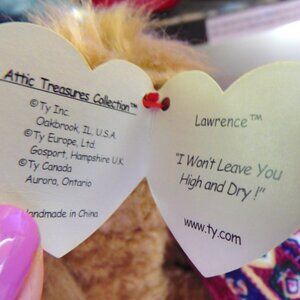 Attic Treasures Collection™
©Ty Inc.
Oakbrook, IL, U.S.A.
©Ty Europe, Ltd.
Gosport, Hampshire U.K.
©Ty Canada
Aurora, Ontario
Handmade in China
Lawrence™
"I Won't Leave You
High and Dry!"
www.ty.com